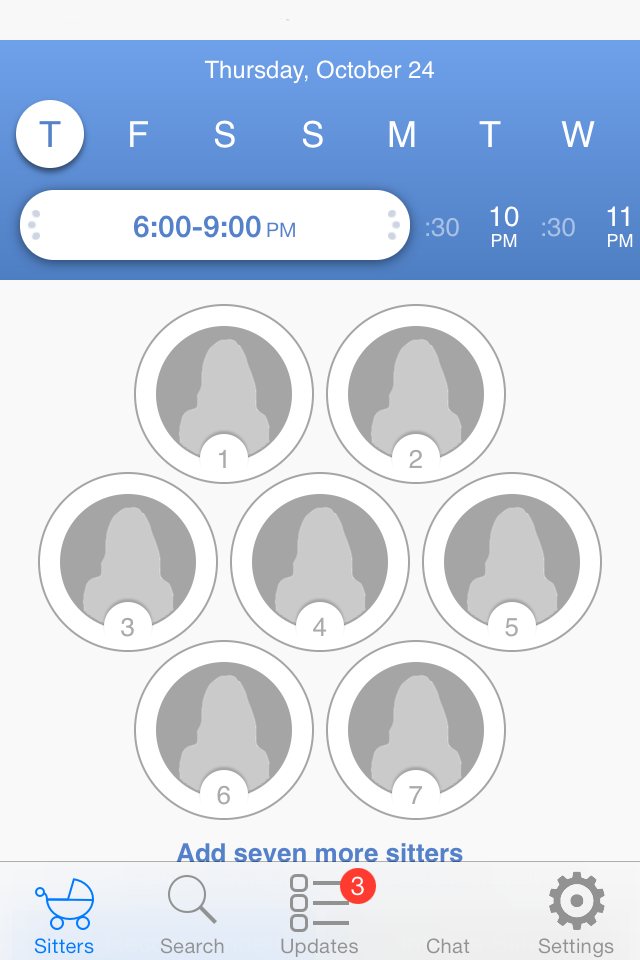 Thursday, October 24
T F S S M T W
6:00-9:00 PM :30 10 PM :30 11 PM
1 2
3 4 5
6 7
Add seven more sitters
3
Sitters Search Updates Chat Settings